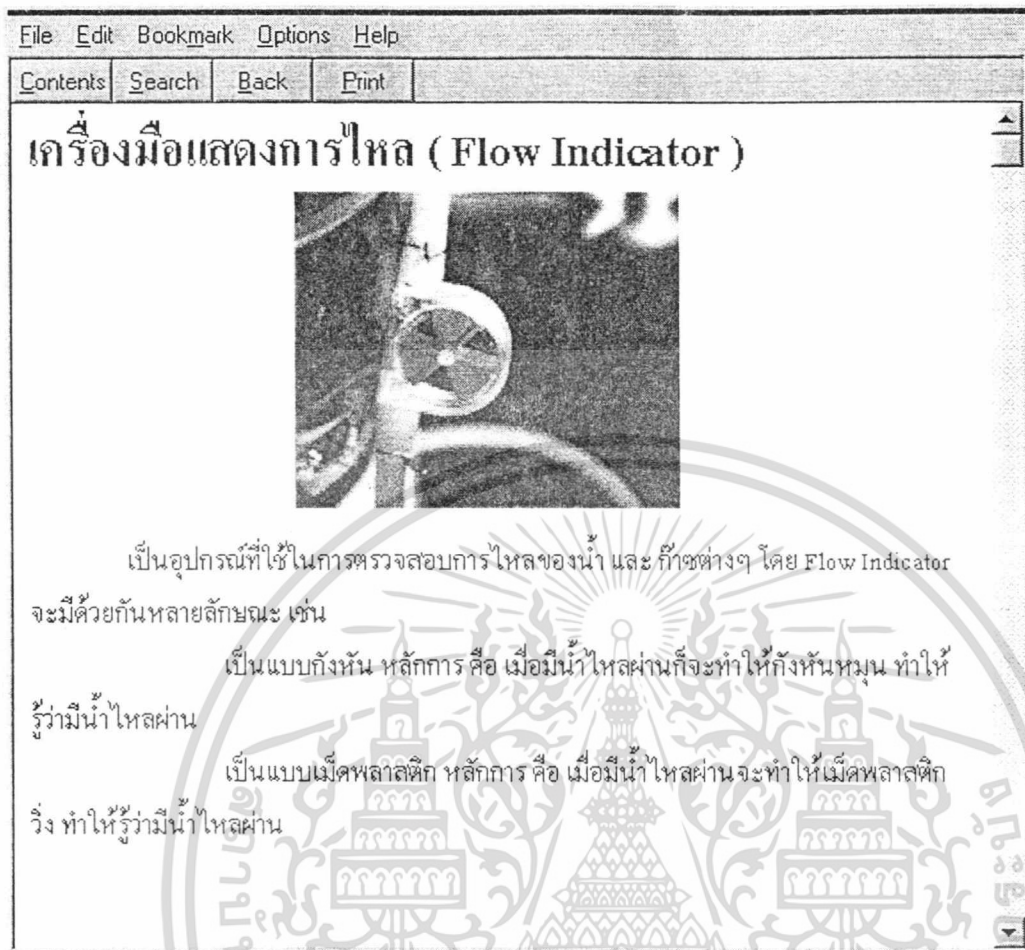 File Edit Bookmark Options Help
Contents Search Back Print
เครื่องมือแสดงการไหล ( Flow Indicator )
เป็นอุปกรณ์ที่ใช้ในการตรวจสอบการไหลของน้ำ และ ก๊าซต่างๆ โดย Flow Indicator
จะมีด้วยกันหลายลักษณะ เช่น
เป็นแบบกังหัน หลักการ คือ เมื่อมีน้ำไหลผ่านก็จะทำให้กังหันหมุน ทำให้
รู้ว่ามีน้ำไหลผ่าน
เป็นแบบเม็ดพลาสติก หลักการ คือ เมื่อมีน้ำไหลผ่านจะทำให้เม็ดพลาสติก
วิ่ง ทำให้รู้ว่ามีน้ำไหลผ่าน